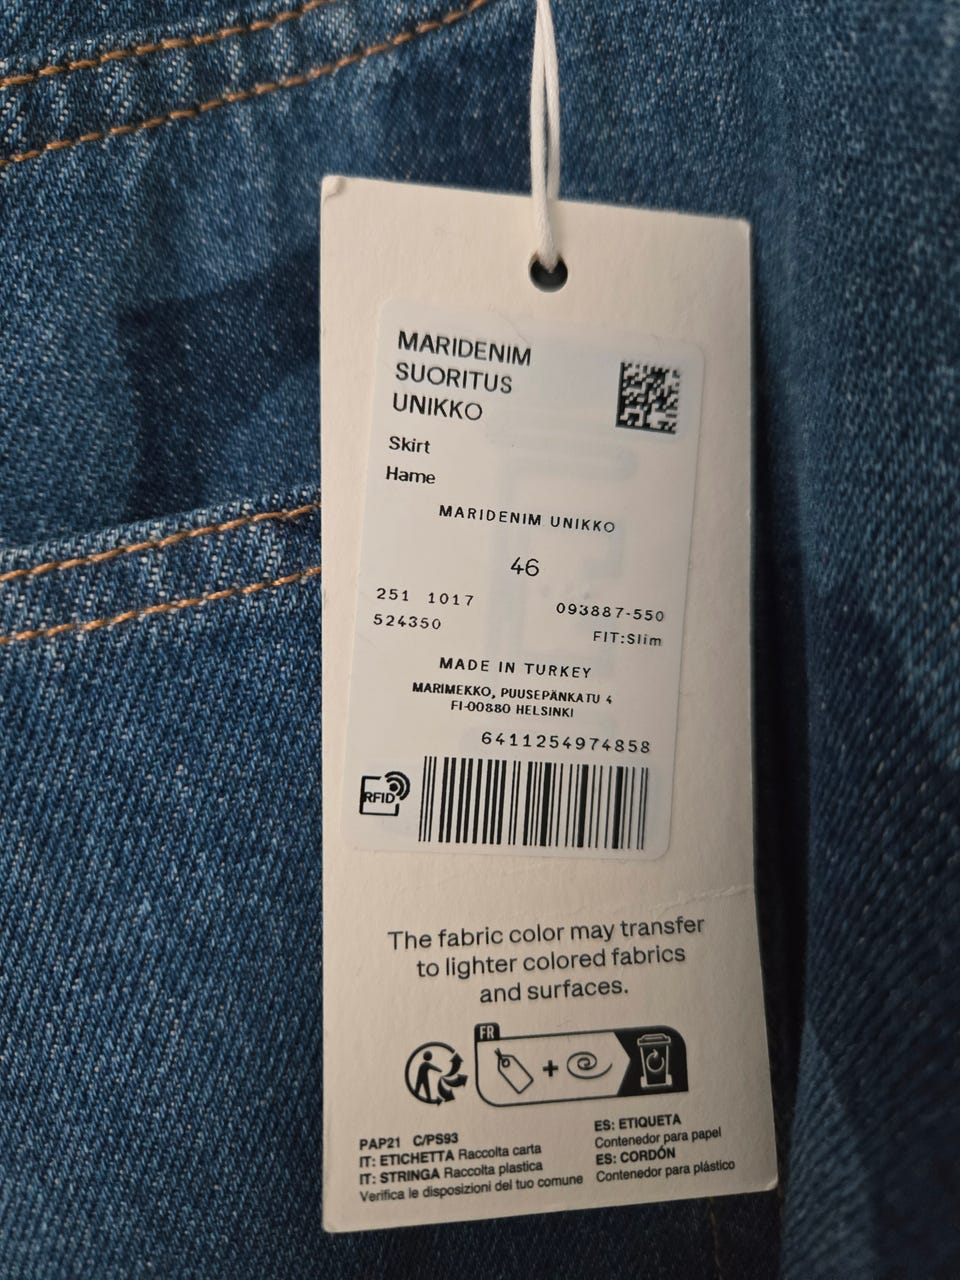 MARIDENIM
SUORITUS
UNIKKO
Skirt
Hame
MARIDENIM UNIKKO
46
251 1017 093887-550
524350 FIT:Slim
MADE IN TURKEY
MARIMEKKO, PUUSEPÄNKATU 4
FI-00880 HELSINKI
6411254974858
RFID
The fabric color may transfer
to lighter colored fabrics
and surfaces.
FR
PAP21 C/PS93
IT: ETICHETTA Raccolta carta
IT: STRINGA Raccolta plastica
Verifica le disposizioni del tuo comune
ES: ETIQUETA
Contenedor para papel
ES: CORDÓN
Contenedor para plástico